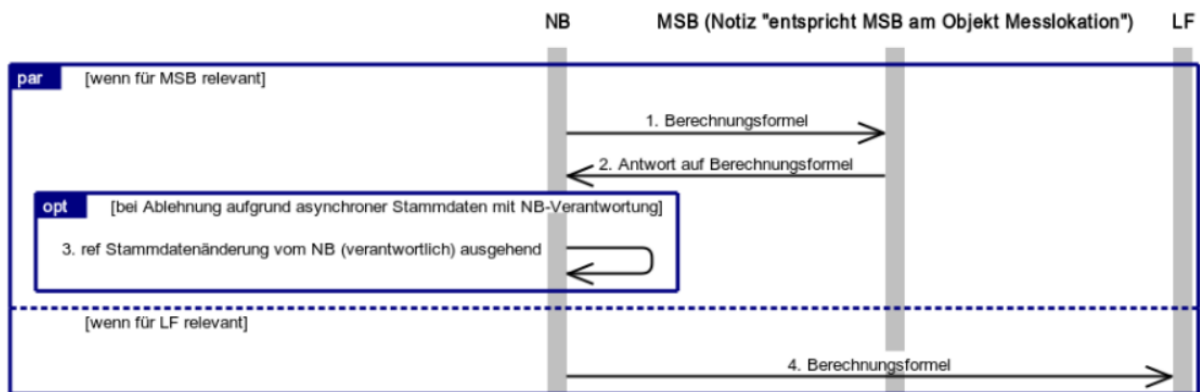 NB MSB (Notiz "entspricht MSB am Objekt Messlokation") LF
par [wenn für MSB relevant]
1. Berechnungsformel
2. Antwort auf Berechnungsformel
opt [bei Ablehnung aufgrund asynchroner Stammdaten mit NB-Verantwortung]
3. ref Stammdatenänderung vom NB (verantwortlich) ausgehend
[wenn für LF relevant]
4. Berechnungsformel